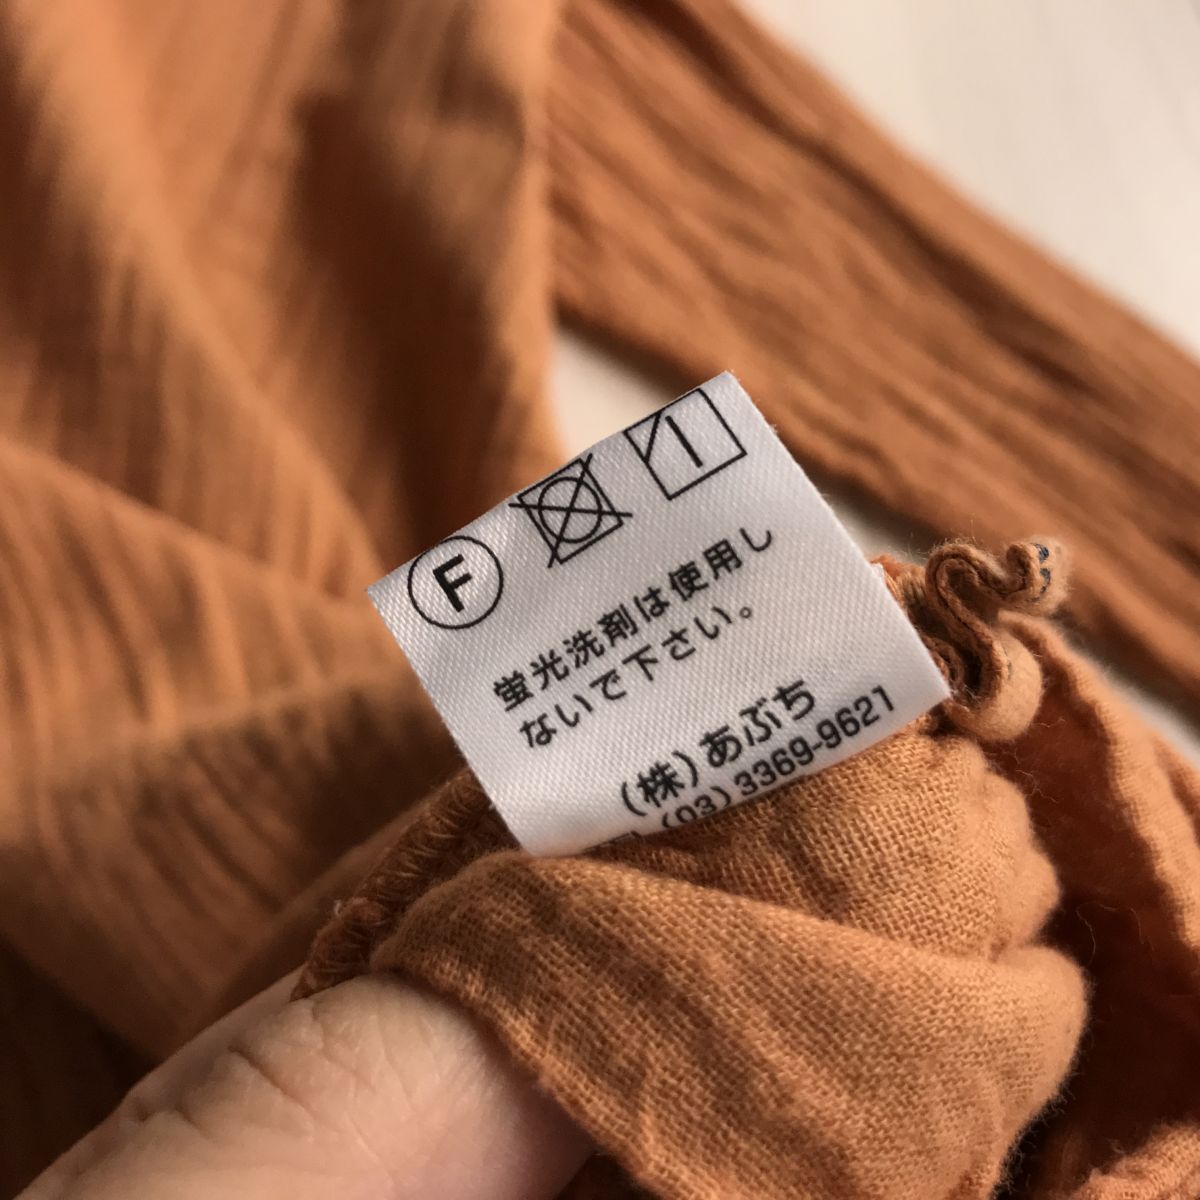 F
蛍光洗剤は使用し
ないで下さい。
(株)あぶち
(03)3369-9621